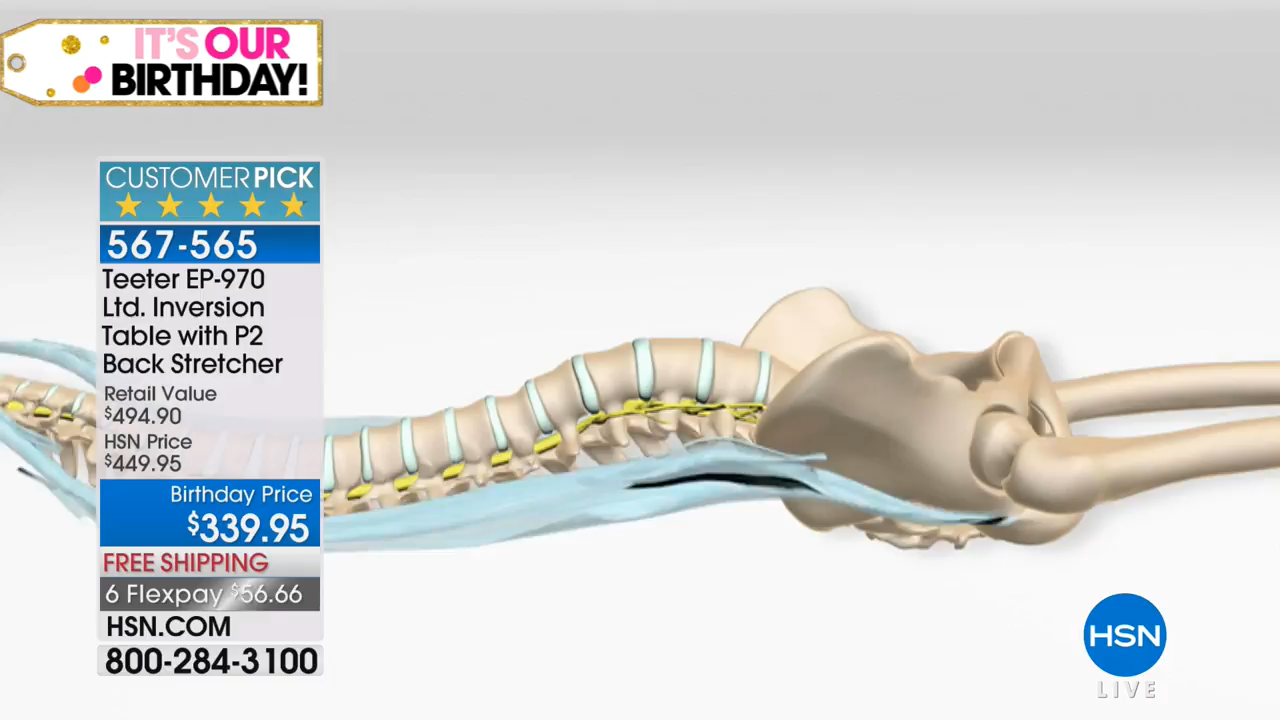 IT'S OUR
BIRTHDAY!
CUSTOMER PICK
567-565
Teeter EP-970
Ltd. Inversion
Table with P2
Back Stretcher
Retail Value
$494.90
HSN Price
$449.95
Birthday Price
$339.95
FREE SHIPPING
6 Flexpay $56.66
HSN.COM
800-284-3100
HSN
LIVE